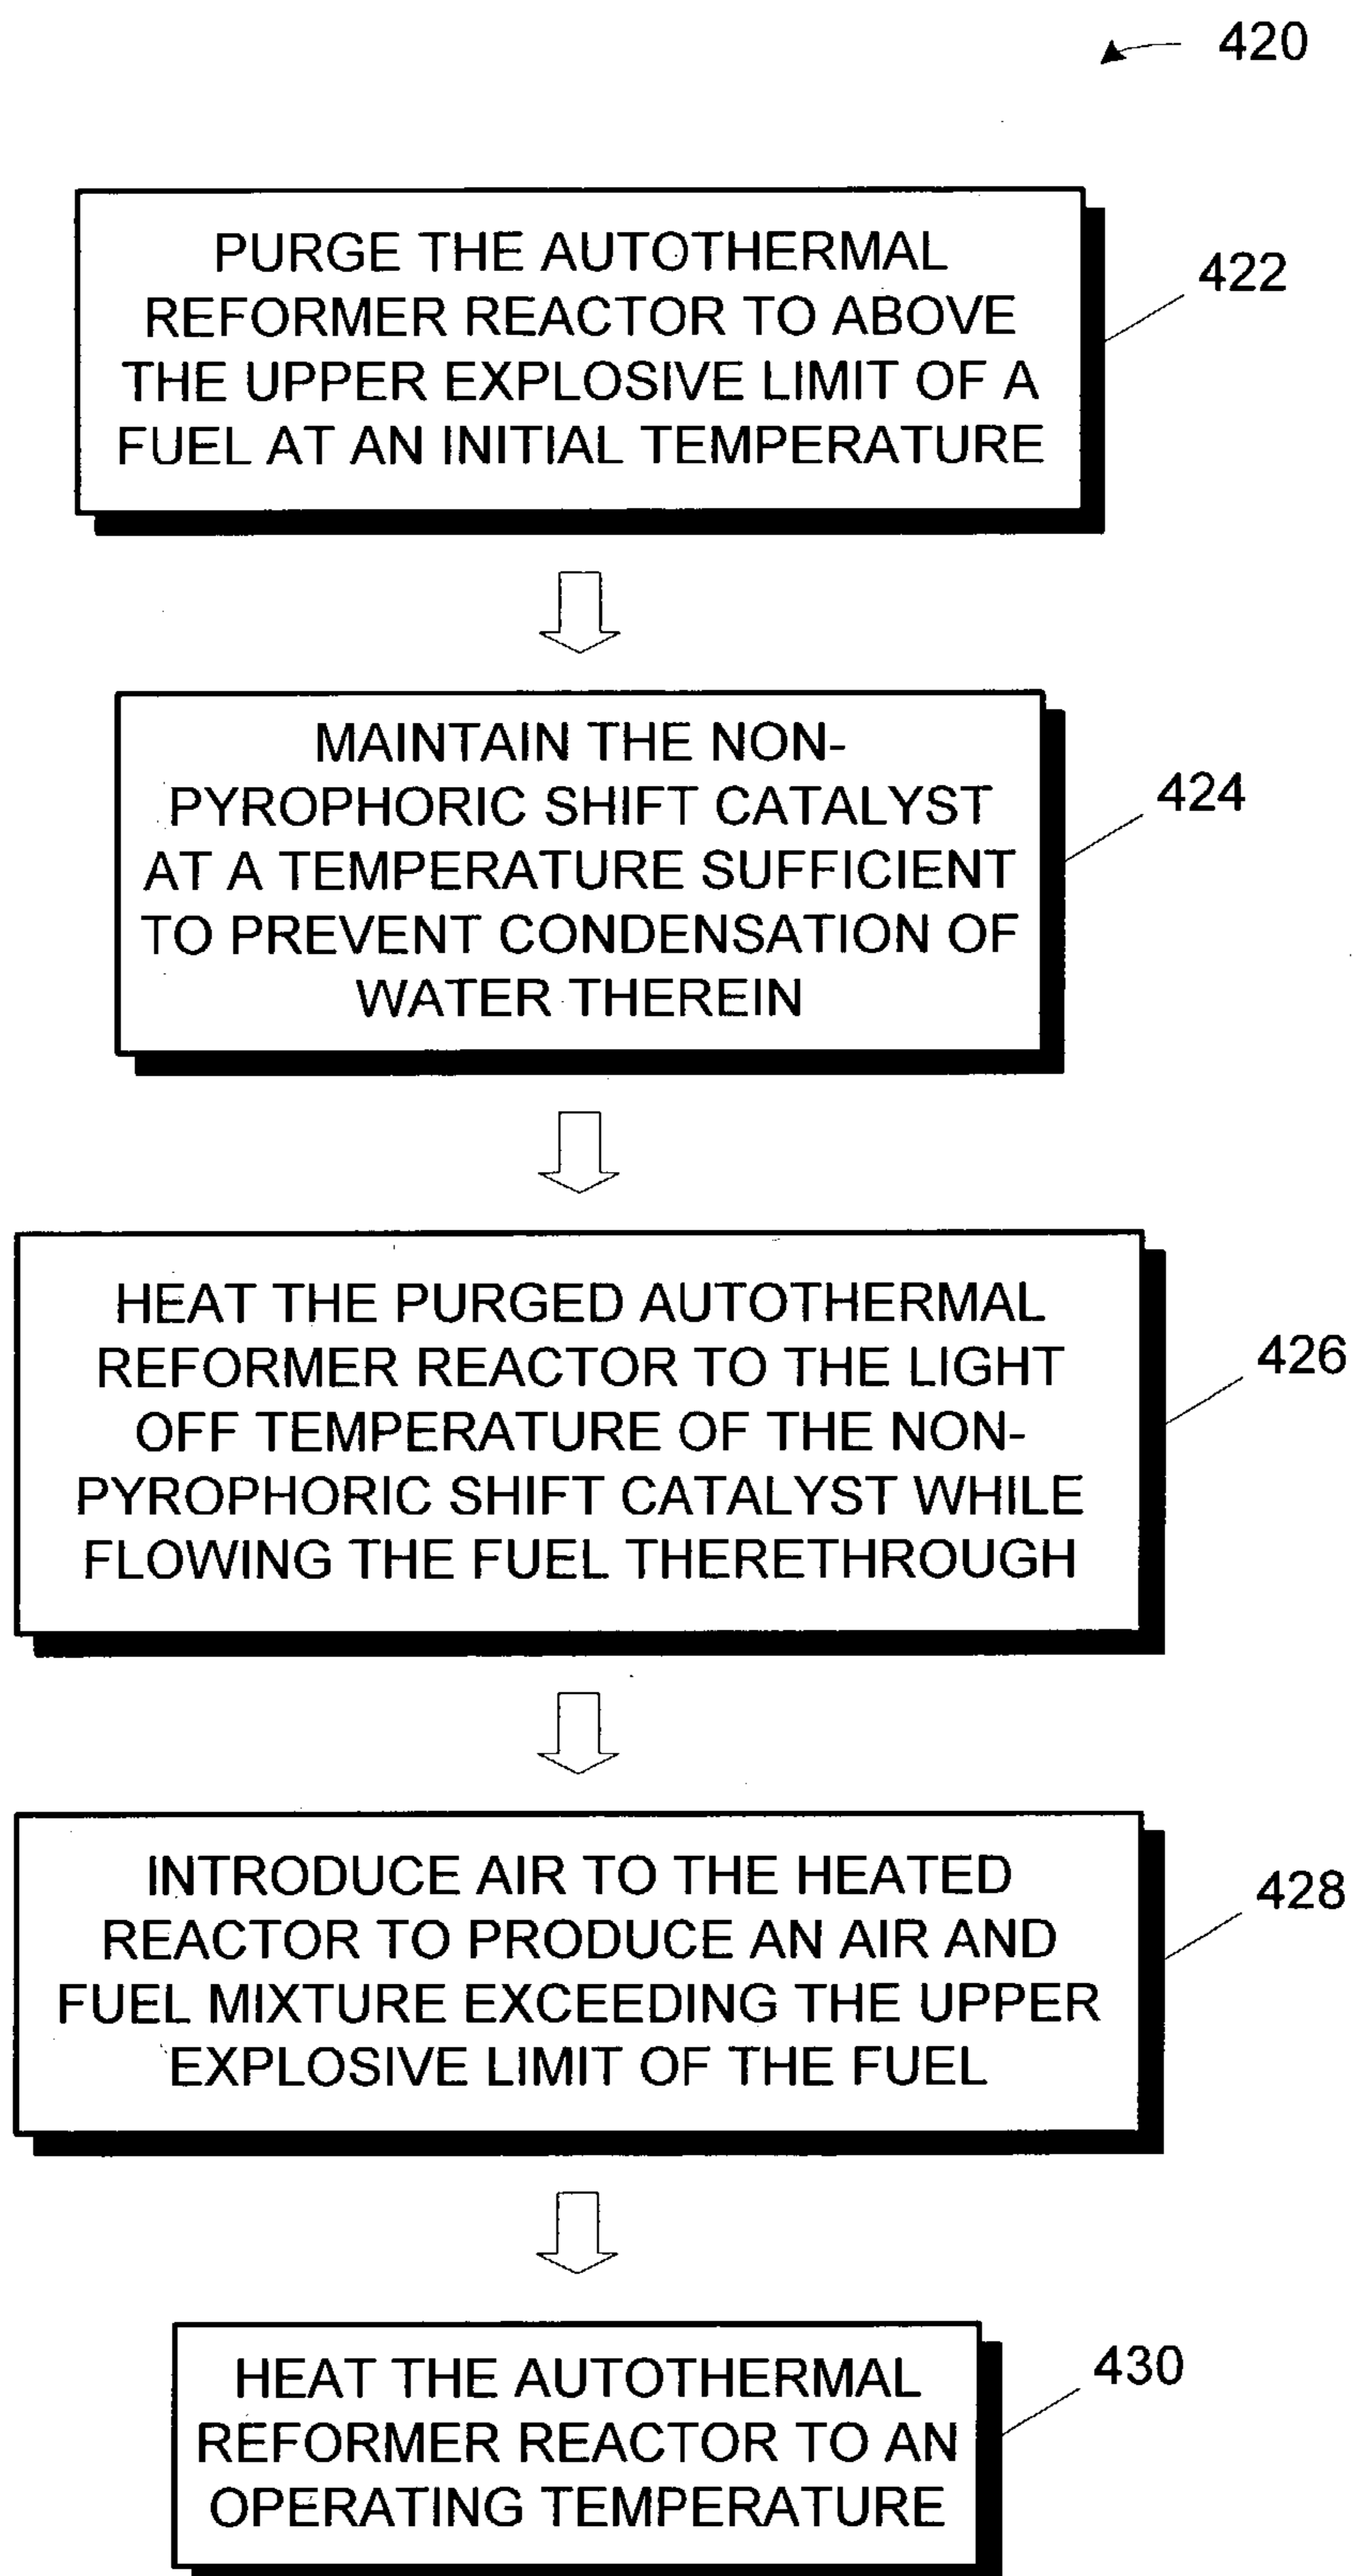 420
PURGE THE AUTOTHERMAL
REFORMER REACTOR TO ABOVE
THE UPPER EXPLOSIVE LIMIT OF A
FUEL AT AN INITIAL TEMPERATURE
422
MAINTAIN THE NON-
PYROPHORIC SHIFT CATALYST
AT A TEMPERATURE SUFFICIENT
TO PREVENT CONDENSATION OF
WATER THEREIN
424
HEAT THE PURGED AUTOTHERMAL
REFORMER REACTOR TO THE LIGHT
OFF TEMPERATURE OF THE NON-
PYROPHORIC SHIFT CATALYST WHILE
FLOWING THE FUEL THERETHROUGH
426
INTRODUCE AIR TO THE HEATED
REACTOR TO PRODUCE AN AIR AND
FUEL MIXTURE EXCEEDING THE UPPER
EXPLOSIVE LIMIT OF THE FUEL
428
HEAT THE AUTOTHERMAL
REFORMER REACTOR TO AN
OPERATING TEMPERATURE
430